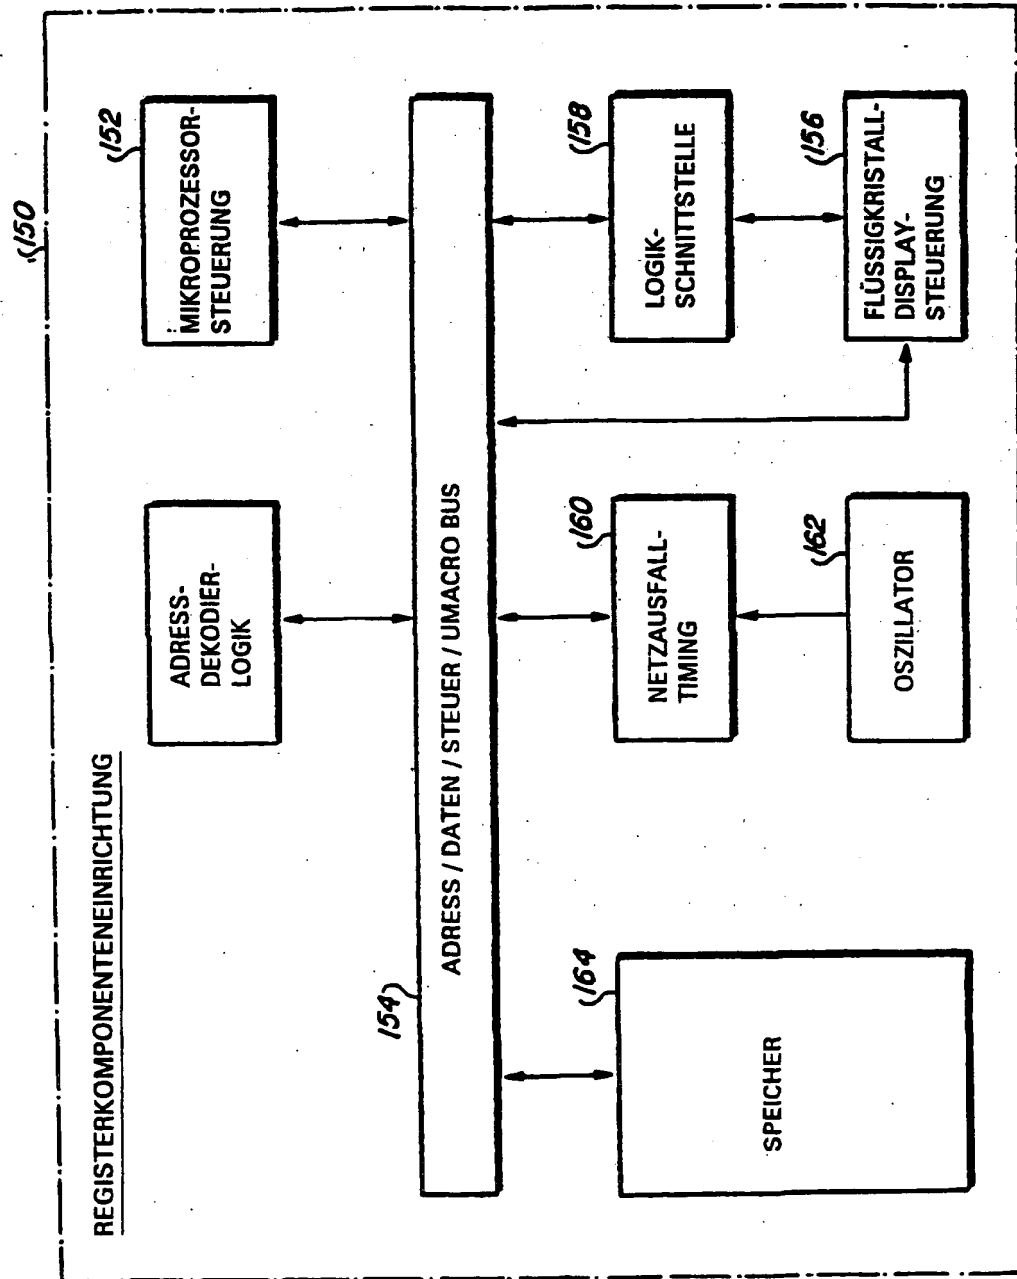 150
REGISTERKOMPONENTENEINRICHTUNG
ADRESS-
DEKODIER-
LOGIK
152
MIKROPROZESSOR-
STEUERUNG
154
ADRESS / DATEN / STEUER / UMACRO BUS
164
SPEICHER
160
NETZAUSFALL-
TIMING
158
LOGIK-
SCHNITTSTELLE
162
OSZILLATOR
156
FLÜSSIGKRISTALL-
DISPLAY-
STEUERUNG